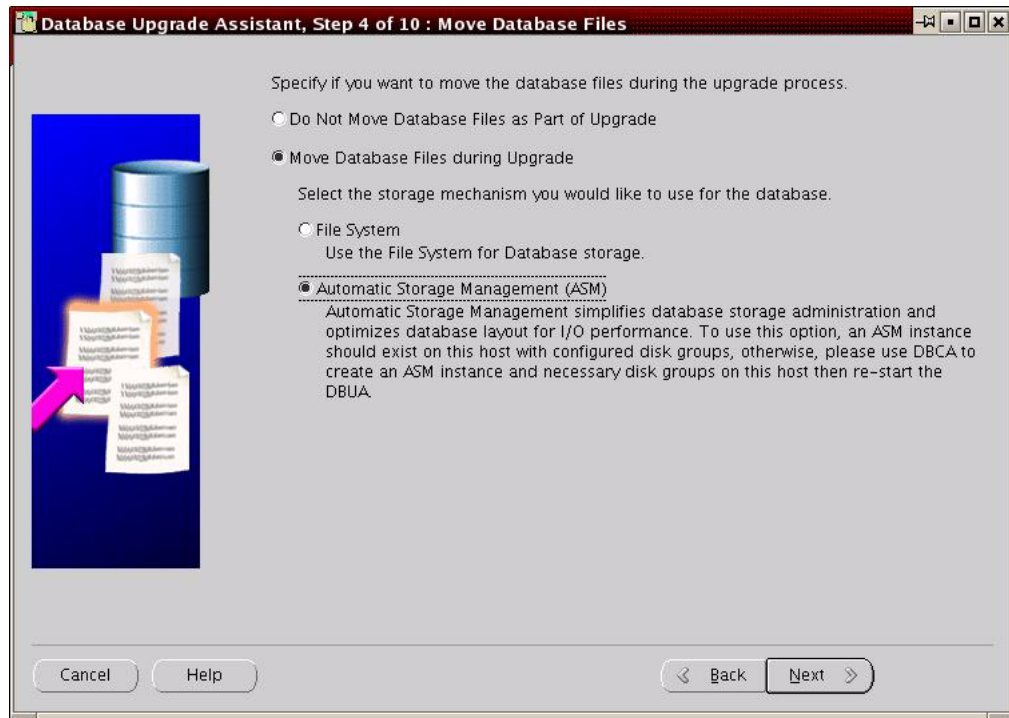 Database Upgrade Assistant, Step 4 of 10 : Move Database Files
Specify if you want to move the database files during the upgrade process.
Do Not Move Database Files as Part of Upgrade
Move Database Files during Upgrade
Select the storage mechanism you would like to use for the database.
File System
Use the File System for Database storage.
Automatic Storage Management (ASM)
Automatic Storage Management simplifies database storage administration and
optimizes database layout for I/O performance. To use this option, an ASM instance
should exist on this host with configured disk groups, otherwise, please use DBCA to
create an ASM instance and necessary disk groups on this host then re-start the
DBUA.
Cancel
Help
Back
Next